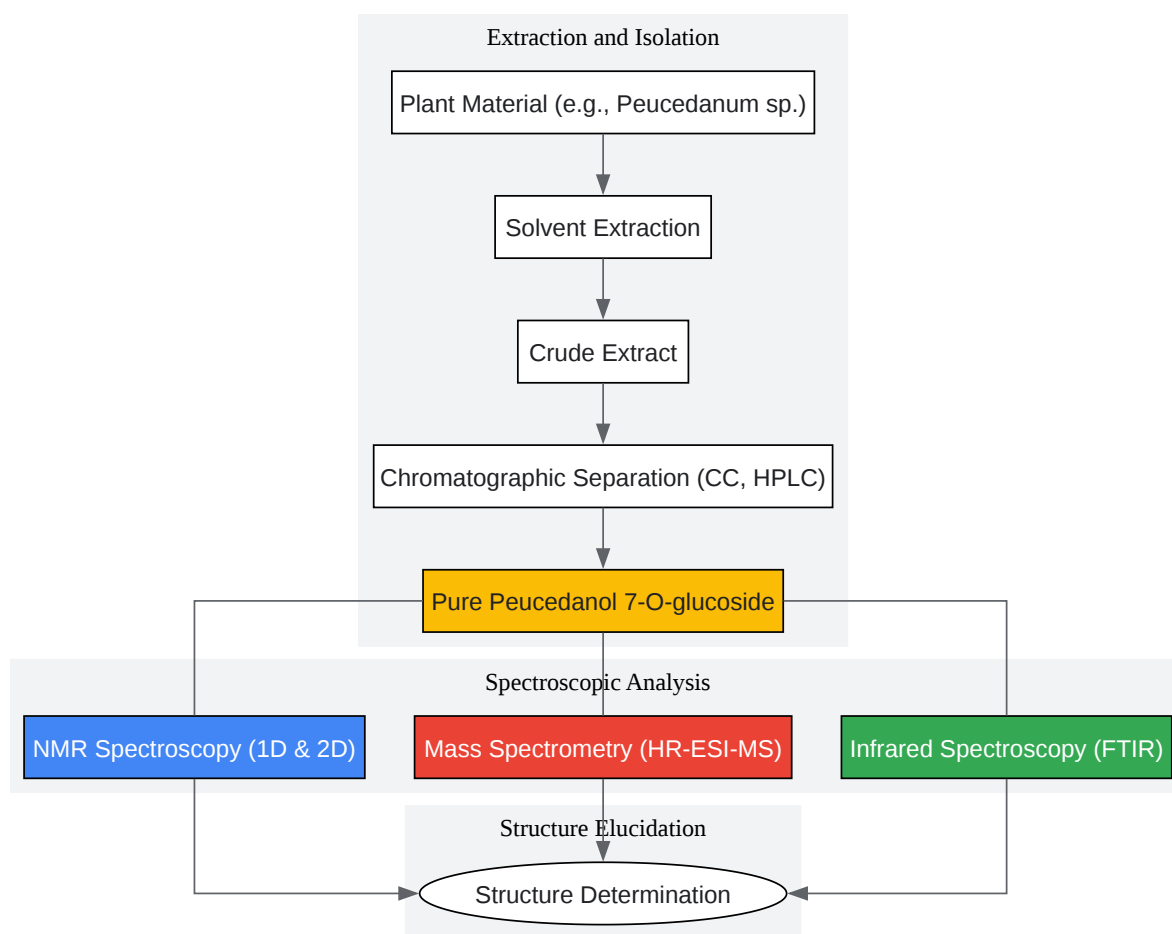 Extraction and Isolation
Plant Material (e.g., Peucedanum sp.)
Solvent Extraction
Crude Extract
Chromatographic Separation (CC, HPLC)
Pure Peucedanol 7-O-glucoside
Spectroscopic Analysis
NMR Spectroscopy (1D & 2D)
Mass Spectrometry (HR-ESI-MS)
Infrared Spectroscopy (FTIR)
Structure Elucidation
Structure Determination